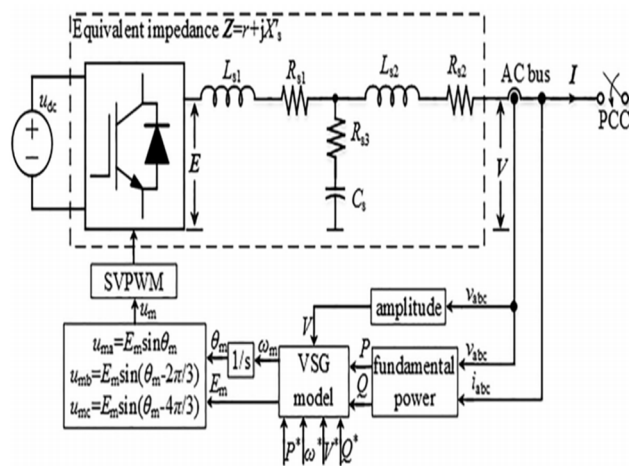 Equivalent impedance Z=r+jX's
Ls1
Rs1
Ls2
Rs2
AC bus
I
PCC
udc
E
Rs3
Cs
V
SVPWM
um
amplitude
vabc
V
uma=Emsinθm
umb=Emsin(θm-2π/3)
umc=Emsin(θm-4π/3)
θm
1/s
ωm
Em
VSG
model
P
Q
fundamental
power
vabc
iabc
P* ω* V* Q*